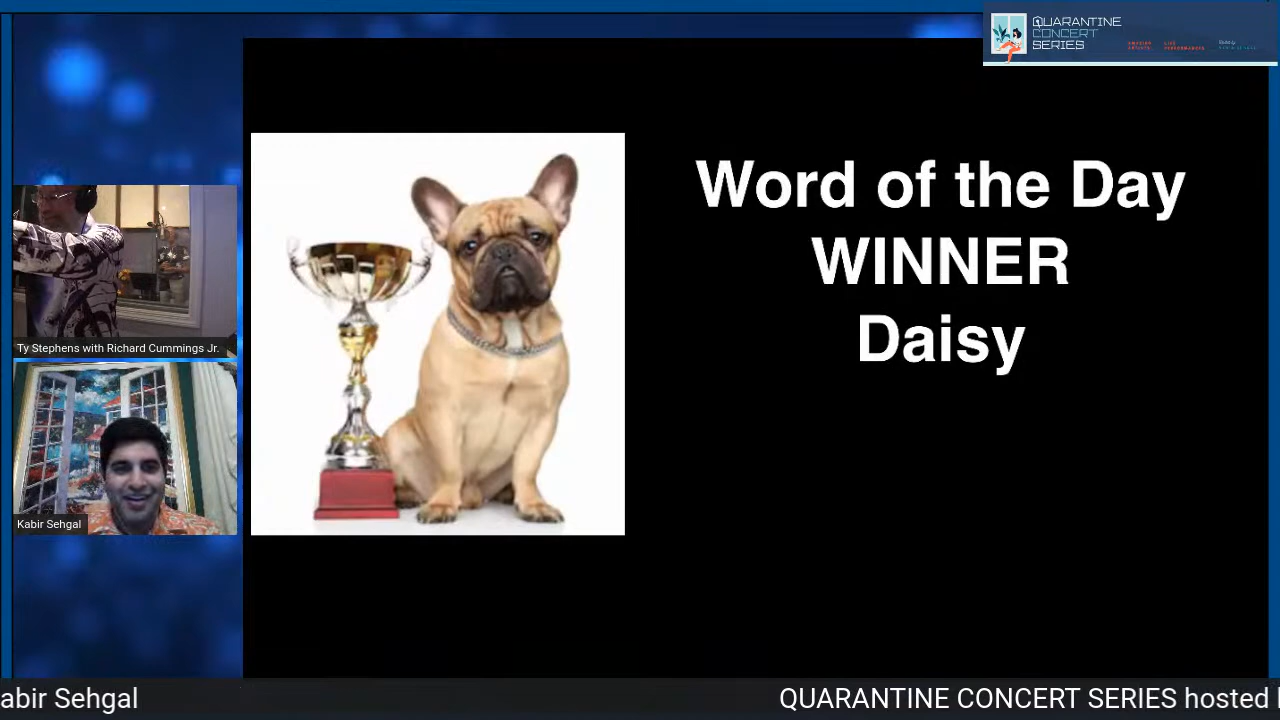 QUARANTINE
CONCERT
SERIES
Word of the Day
WINNER
Daisy
Ty Stephens with Richard Cummings Jr.
Kabir Sehgal
abir Sehgal
QUARANTINE CONCERT SERIES hosted